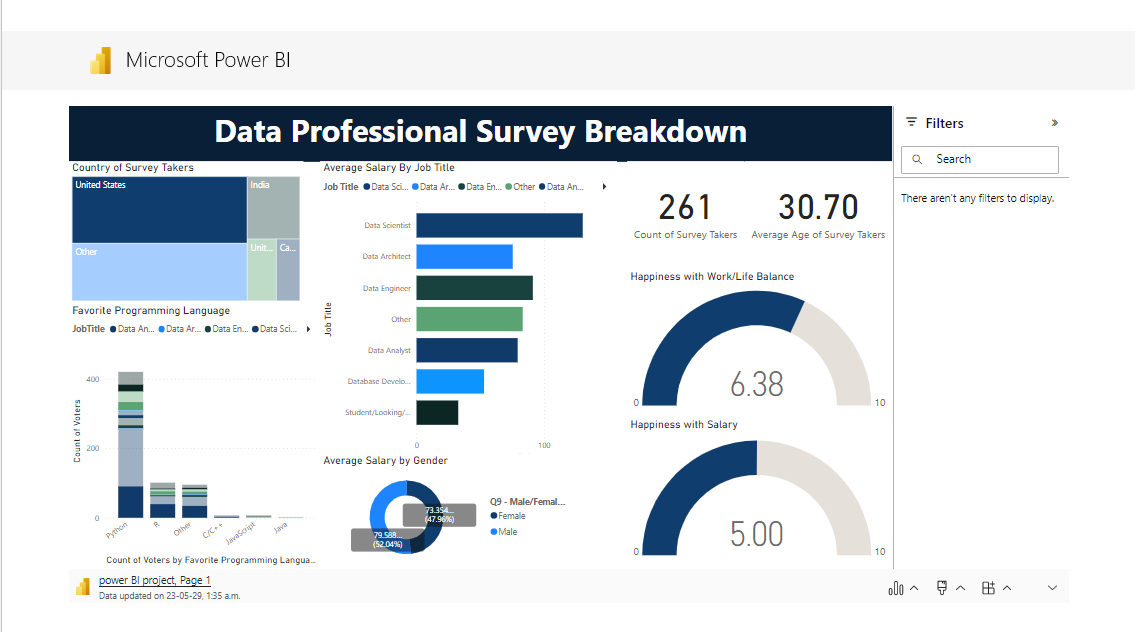 Microsoft Power BI
Data Professional Survey Breakdown
Filters
Search
There aren't any filters to display.
Country of Survey Takers
United States
India
Other
Unit...
Ca...
Favorite Programming Language
JobTitle Data An... Data Ar... Data En... Data Sci...
Count of Voters
400
200
0
Python
R
Other
C/C++
JavaScript
Java
Count of Voters by Favorite Programming Langua...
Average Salary By Job Title
Job Title Data Sci... Data Ar... Data En... Other Data An...
Job Title
Data Scientist
Data Architect
Data Engineer
Other
Data Analyst
Database Develo...
Student/Looking/...
0
100
Average Salary by Gender
73.354...
(47.96%)
79.588...
(52.04%)
Q9 - Male/Femal...
Female
Male
261
Count of Survey Takers
30.70
Average Age of Survey Takers
Happiness with Work/Life Balance
6.38
0
10
Happiness with Salary
5.00
0
10
power BI project, Page 1
Data updated on 23-05-29, 1:35 a.m.